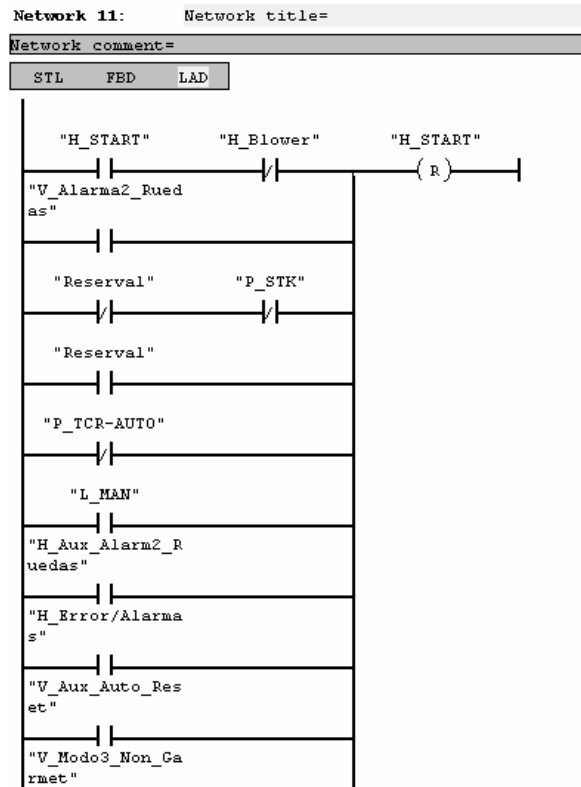 Network 11: Network title=
Network comment=
STL FBD LAD
"H_START" "H_Blower" "H_START"
( R )
"V_Alarma2_Rued
as"
"Reserval" "P_STK"
"Reserval"
"P_TCR-AUTO"
"L_MAN"
"H_Aux_Alarm2_R
uedas"
"H_Error/Alarma
s"
"V_Aux_Auto_Res
et"
"V_Modo3_Non_Ga
rmet"